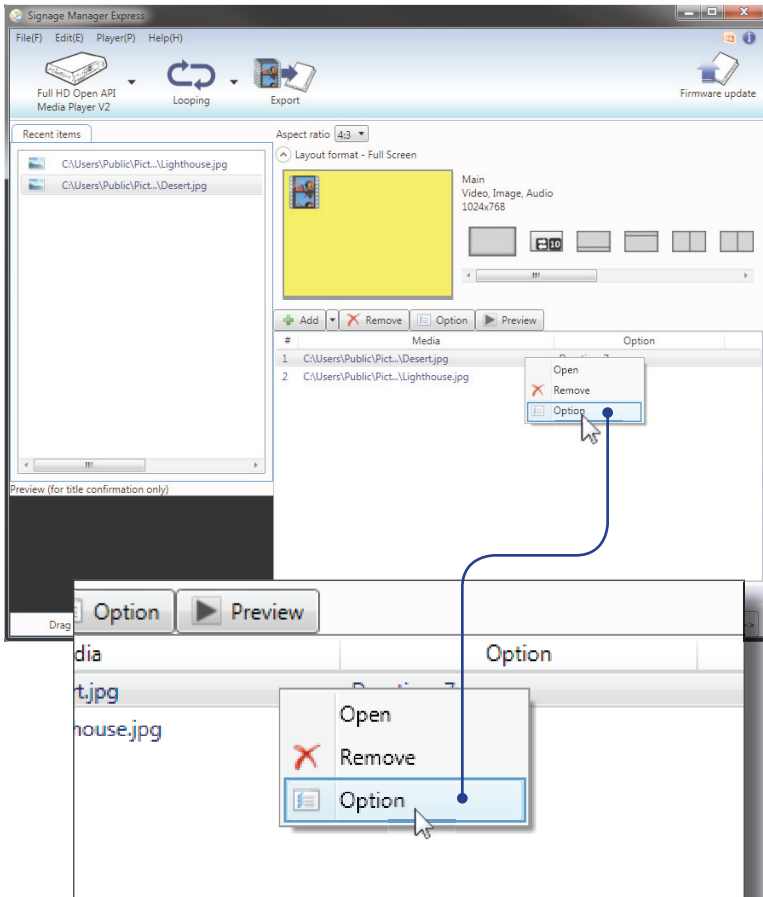 Signage Manager Express
File(F) Edit(E) Player(P) Help(H)
Full HD Open API
Media Player V2
Looping
Export
Firmware update
Recent items
C:\Users\Public\Pict...\Lighthouse.jpg
C:\Users\Public\Pict...\Desert.jpg
Aspect ratio 4:3
Layout format - Full Screen
Main
Video, Image, Audio
1024x768
10
Add Remove Option Preview
# Media Option
1 C:\Users\Public\Pict...\Desert.jpg
2 C:\Users\Public\Pict...\Lighthouse.jpg
Open
Remove
Option
Preview (for title confirmation only)
Drag
Option Preview
dia Option
t.jpg
house.jpg
Open
Remove
Option